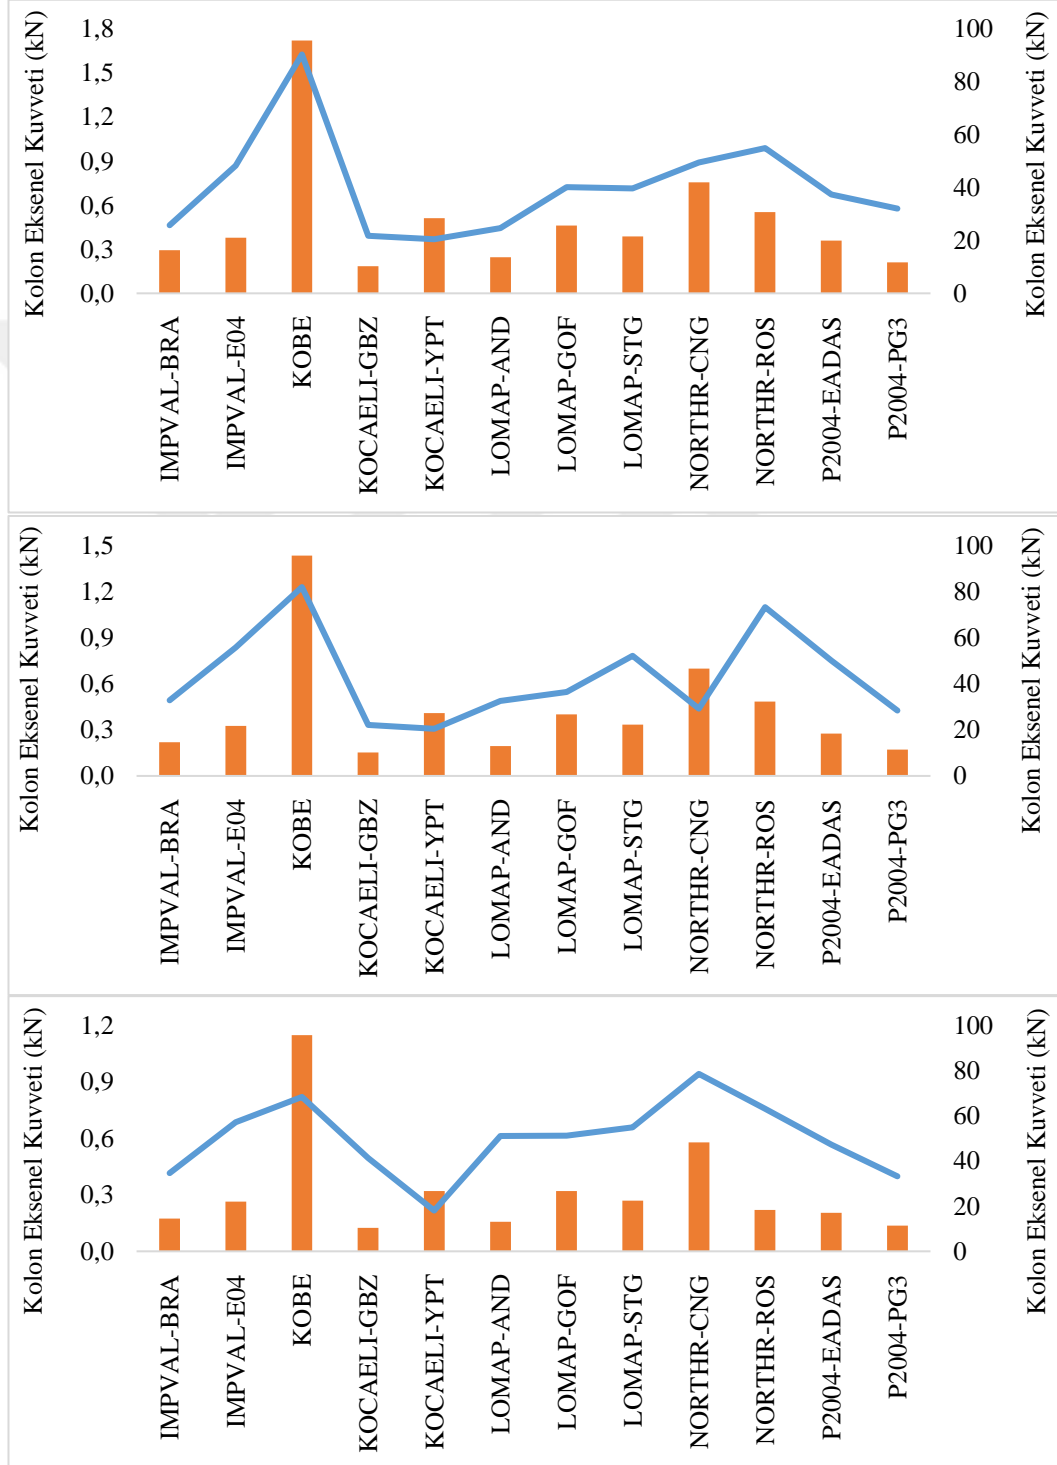 Kolon Eksenel Kuvveti (kN)
1,8
1,5
1,2
0,9
0,6
0,3
0,0
100
80
60
40
20
0
Kolon Eksenel Kuvveti (kN)
IMPVAL-BRA
IMPVAL-E04
KOBE
KOCAELI-GBZ
KOCAELI-YPT
LOMAP-AND
LOMAP-GOF
LOMAP-STG
NORTHR-CNG
NORTHR-ROS
P2004-EADAS
P2004-PG3
Kolon Eksenel Kuvveti (kN)
1,5
1,2
0,9
0,6
0,3
0,0
100
80
60
40
20
0
Kolon Eksenel Kuvveti (kN)
IMPVAL-BRA
IMPVAL-E04
KOBE
KOCAELI-GBZ
KOCAELI-YPT
LOMAP-AND
LOMAP-GOF
LOMAP-STG
NORTHR-CNG
NORTHR-ROS
P2004-EADAS
P2004-PG3
Kolon Eksenel Kuvveti (kN)
1,2
0,9
0,6
0,3
0,0
100
80
60
40
20
0
Kolon Eksenel Kuvveti (kN)
IMPVAL-BRA
IMPVAL-E04
KOBE
KOCAELI-GBZ
KOCAELI-YPT
LOMAP-AND
LOMAP-GOF
LOMAP-STG
NORTHR-CNG
NORTHR-ROS
P2004-EADAS
P2004-PG3